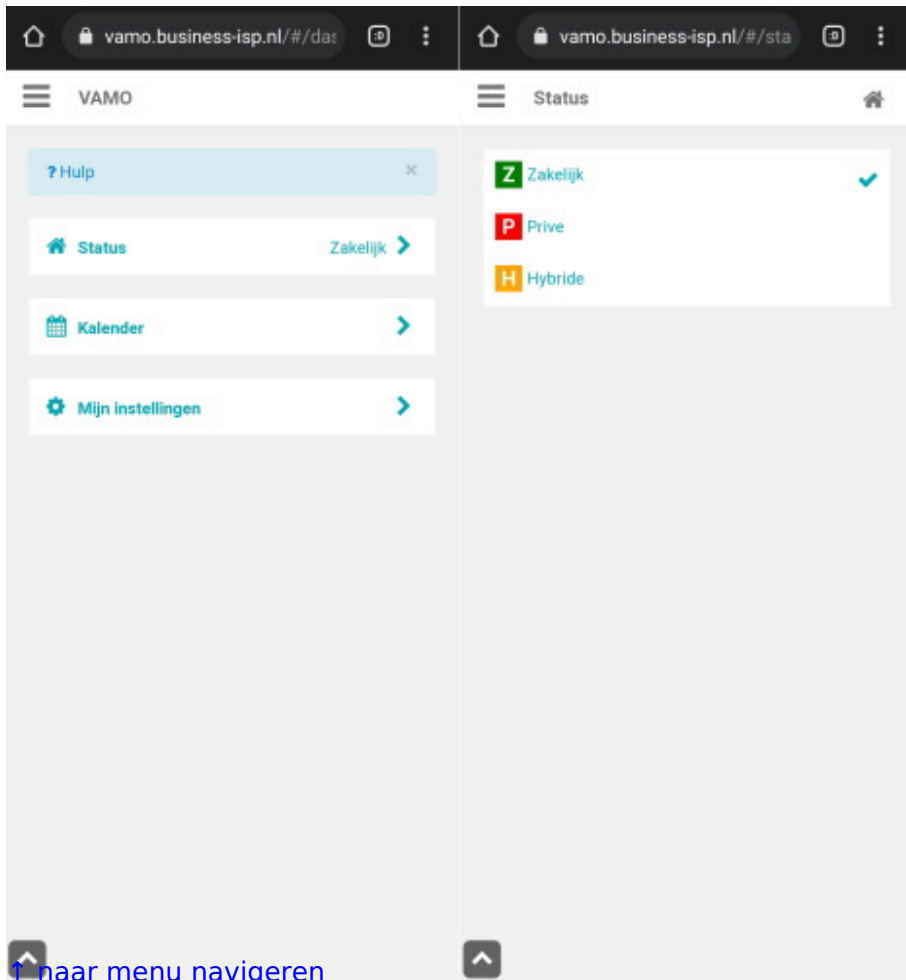 vamo.business-isp.nl/#/das
:D
VAMO
? Hulp
×
Status
Zakelijk
Kalender
Mijn instellingen
↑ naar menu navigeren
vamo.business-isp.nl/#/sta
:D
Status
Z Zakelijk
P Prive
H Hybride